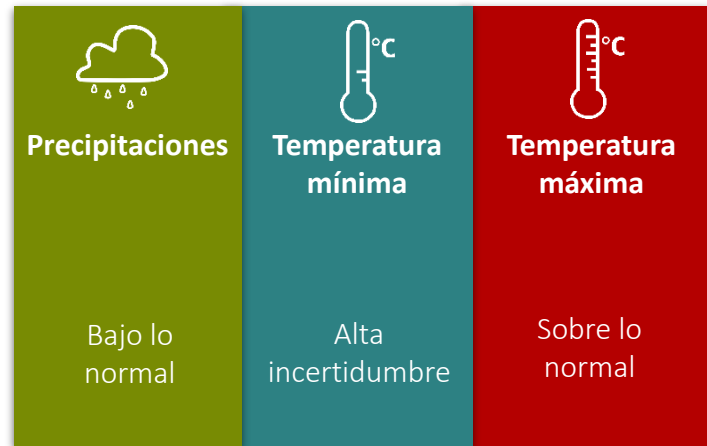 °C
°C
Precipitaciones
Temperatura
mínima
Temperatura
máxima
Bajo lo
normal
Alta
incertidumbre
Sobre lo
normal